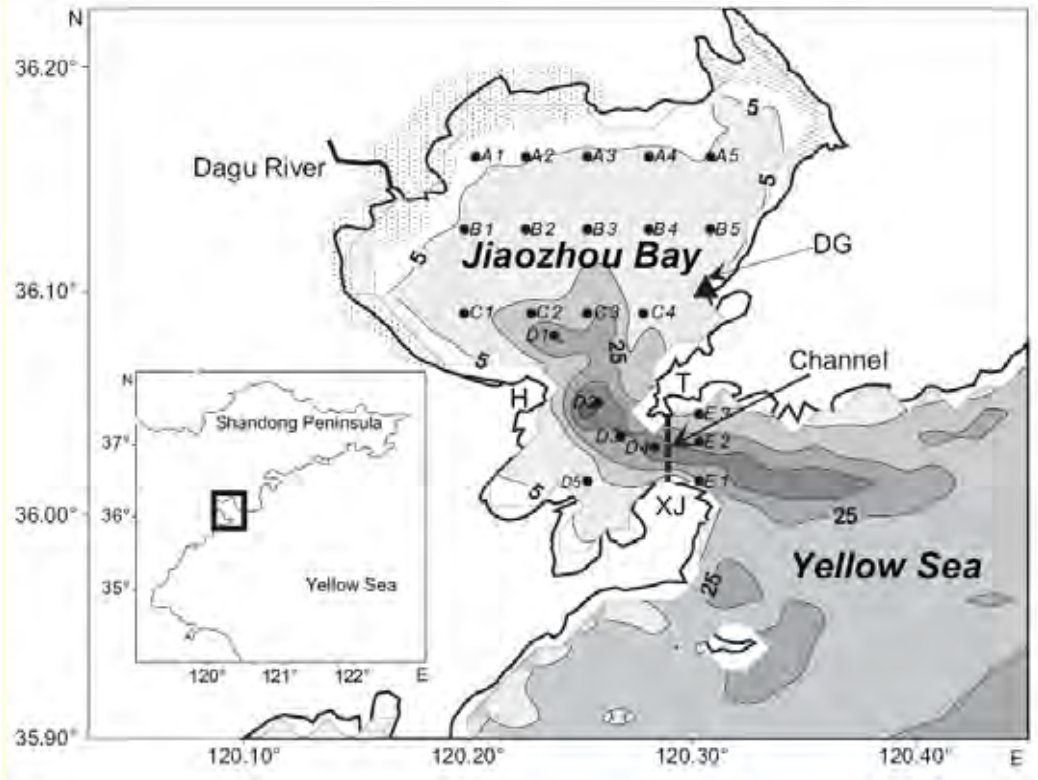 N
36.20°
5
Dagu River
A1 A2 A3 A4 A5
5
B1 B2 B3 B4 B5
Jiaozhou Bay
DG
5
36.10°
C1 C2 C3 C4
D1
25
5
Channel
N
H
T
Shandong Peninsula
D2
E3
37°
D3
E2
D4
D5
E1
5
XJ
36.00°
36°
25
Yellow Sea
25
Yellow Sea
35°
120° 121° 122° E
35.90°
120.10° 120.20° 120.30° 120.40° E